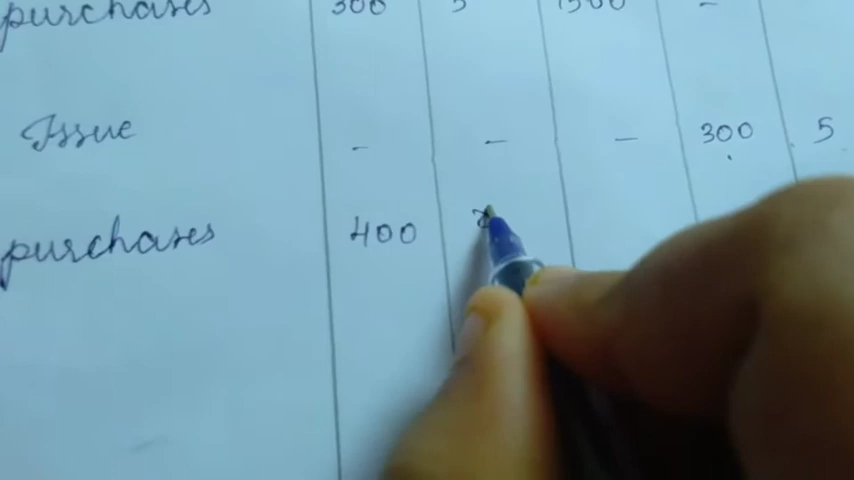 purchases 300 5 1500 -
Issue - - - 300 5
purchases 400